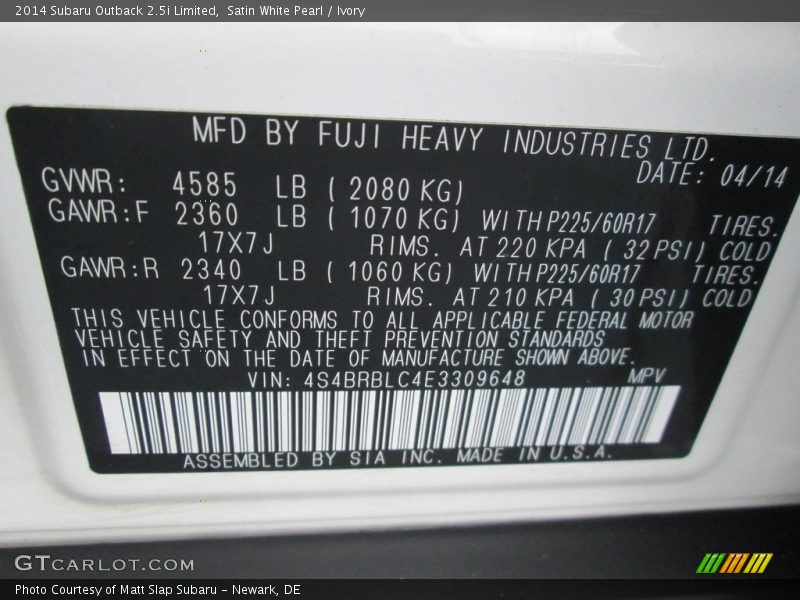 2014 Subaru Outback 2.5i Limited,  Satin White Pearl / Ivory
MFD BY FUJI HEAVY INDUSTRIES LTD.
DATE: 04/14
GVWR: 4585 LB ( 2080 KG)
GAWR:F 2360 LB ( 1070 KG) WITH P225/60R17 TIRES.
17X7J RIMS. AT 220 KPA ( 32 PSI) COLD
GAWR:R 2340 LB ( 1060 KG) WITH P225/60R17 TIRES.
17X7J RIMS. AT 210 KPA ( 30 PSI) COLD
THIS VEHICLE CONFORMS TO ALL APPLICABLE FEDERAL MOTOR
VEHICLE SAFETY AND THEFT PREVENTION STANDARDS
IN EFFECT ON THE DATE OF MANUFACTURE SHOWN ABOVE.
VIN: 4S4BRBLC4E3309648 MPV
ASSEMBLED BY SIA INC. MADE IN U.S.A.
GTCARLOT.COM
Photo Courtesy of Matt Slap Subaru - Newark, DE